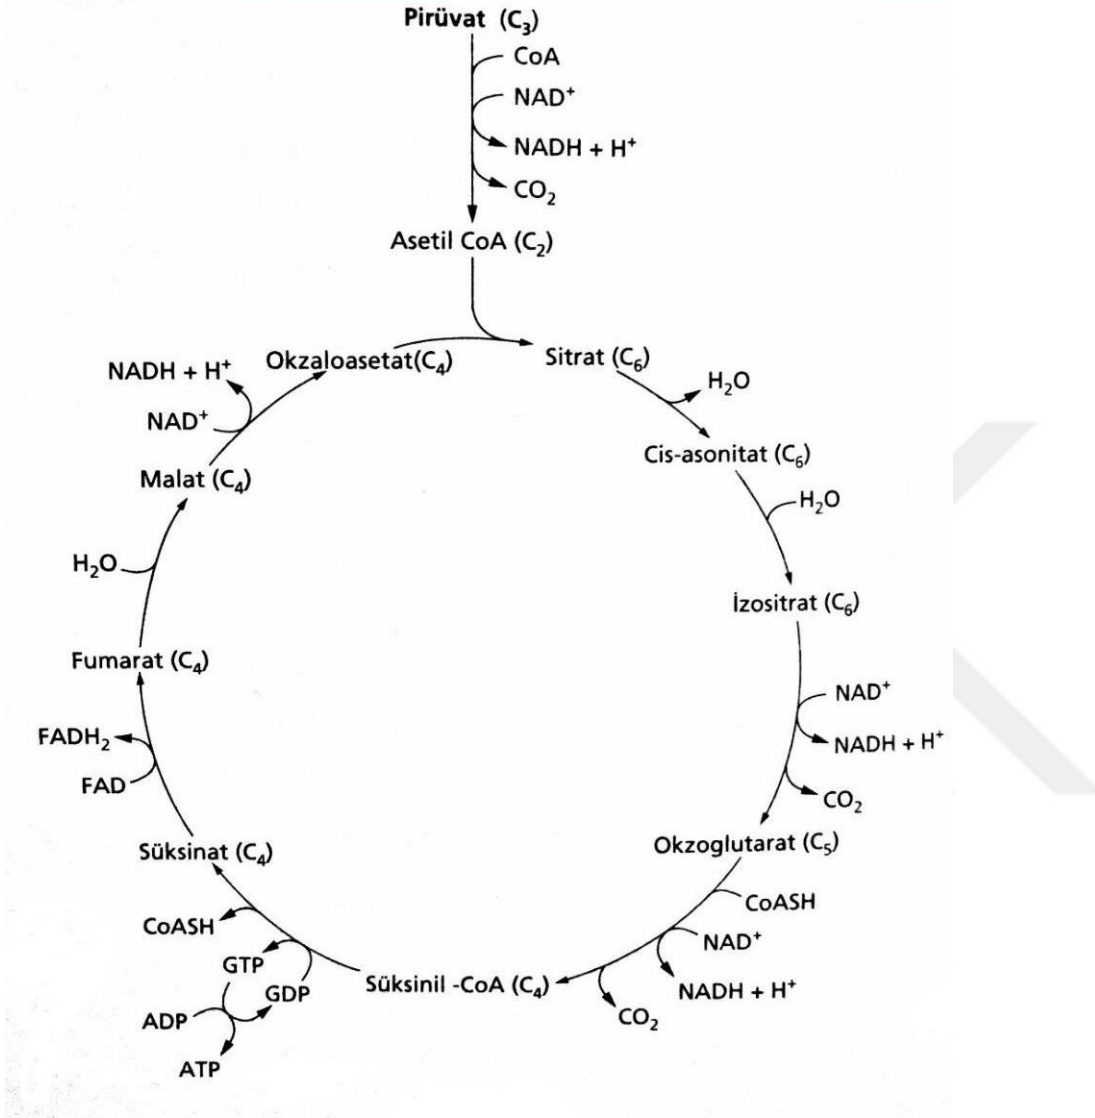 Pirüvat (C₃)
CoA
NAD⁺
NADH + H⁺
CO₂
Asetil CoA (C₂)
Okzaloasetat(C₄)
Sitrat (C₆)
H₂O
Cis-asonitat (C₆)
H₂O
İzositrat (C₆)
NAD⁺
NADH + H⁺
CO₂
Okzoglutarat (C₅)
CoASH
NAD⁺
NADH + H⁺
CO₂
Süksinil -CoA (C₄)
GDP
GTP
ADP
ATP
CoASH
Süksinat (C₄)
FAD
FADH₂
Fumarat (C₄)
H₂O
Malat (C₄)
NAD⁺
NADH + H⁺